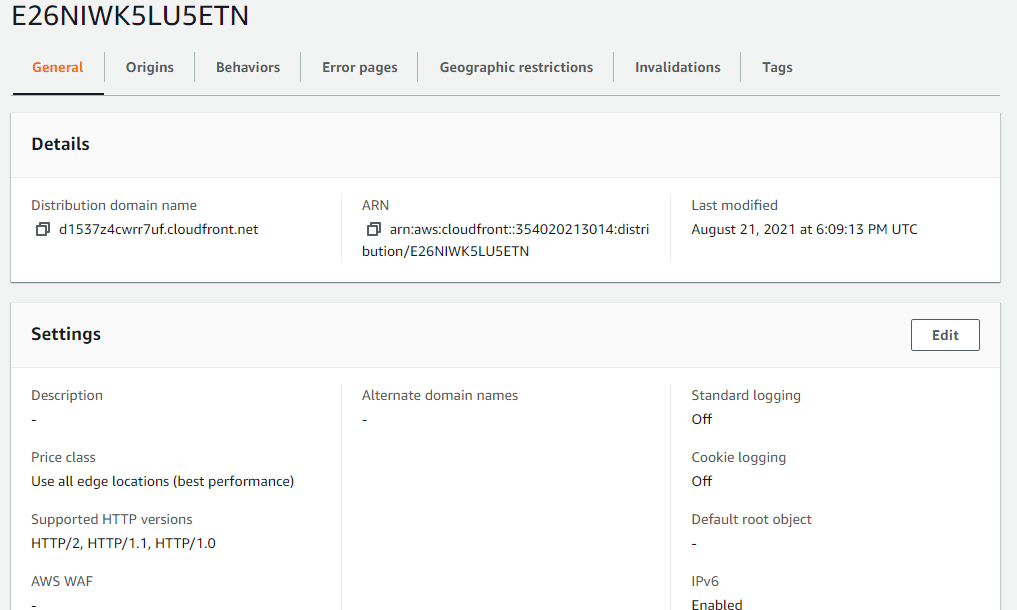 E26NIWK5LU5ETN
General
Origins
Behaviors
Error pages
Geographic restrictions
Invalidations
Tags
Details
Distribution domain name
d1537z4cwrr7uf.cloudfront.net
ARN
arn:aws:cloudfront::354020213014:distri
bution/E26NIWK5LU5ETN
Last modified
August 21, 2021 at 6:09:13 PM UTC
Settings
Edit
Description
-
Price class
Use all edge locations (best performance)
Supported HTTP versions
HTTP/2, HTTP/1.1, HTTP/1.0
AWS WAF
-
Alternate domain names
-
Standard logging
Off
Cookie logging
Off
Default root object
-
IPv6
Enabled